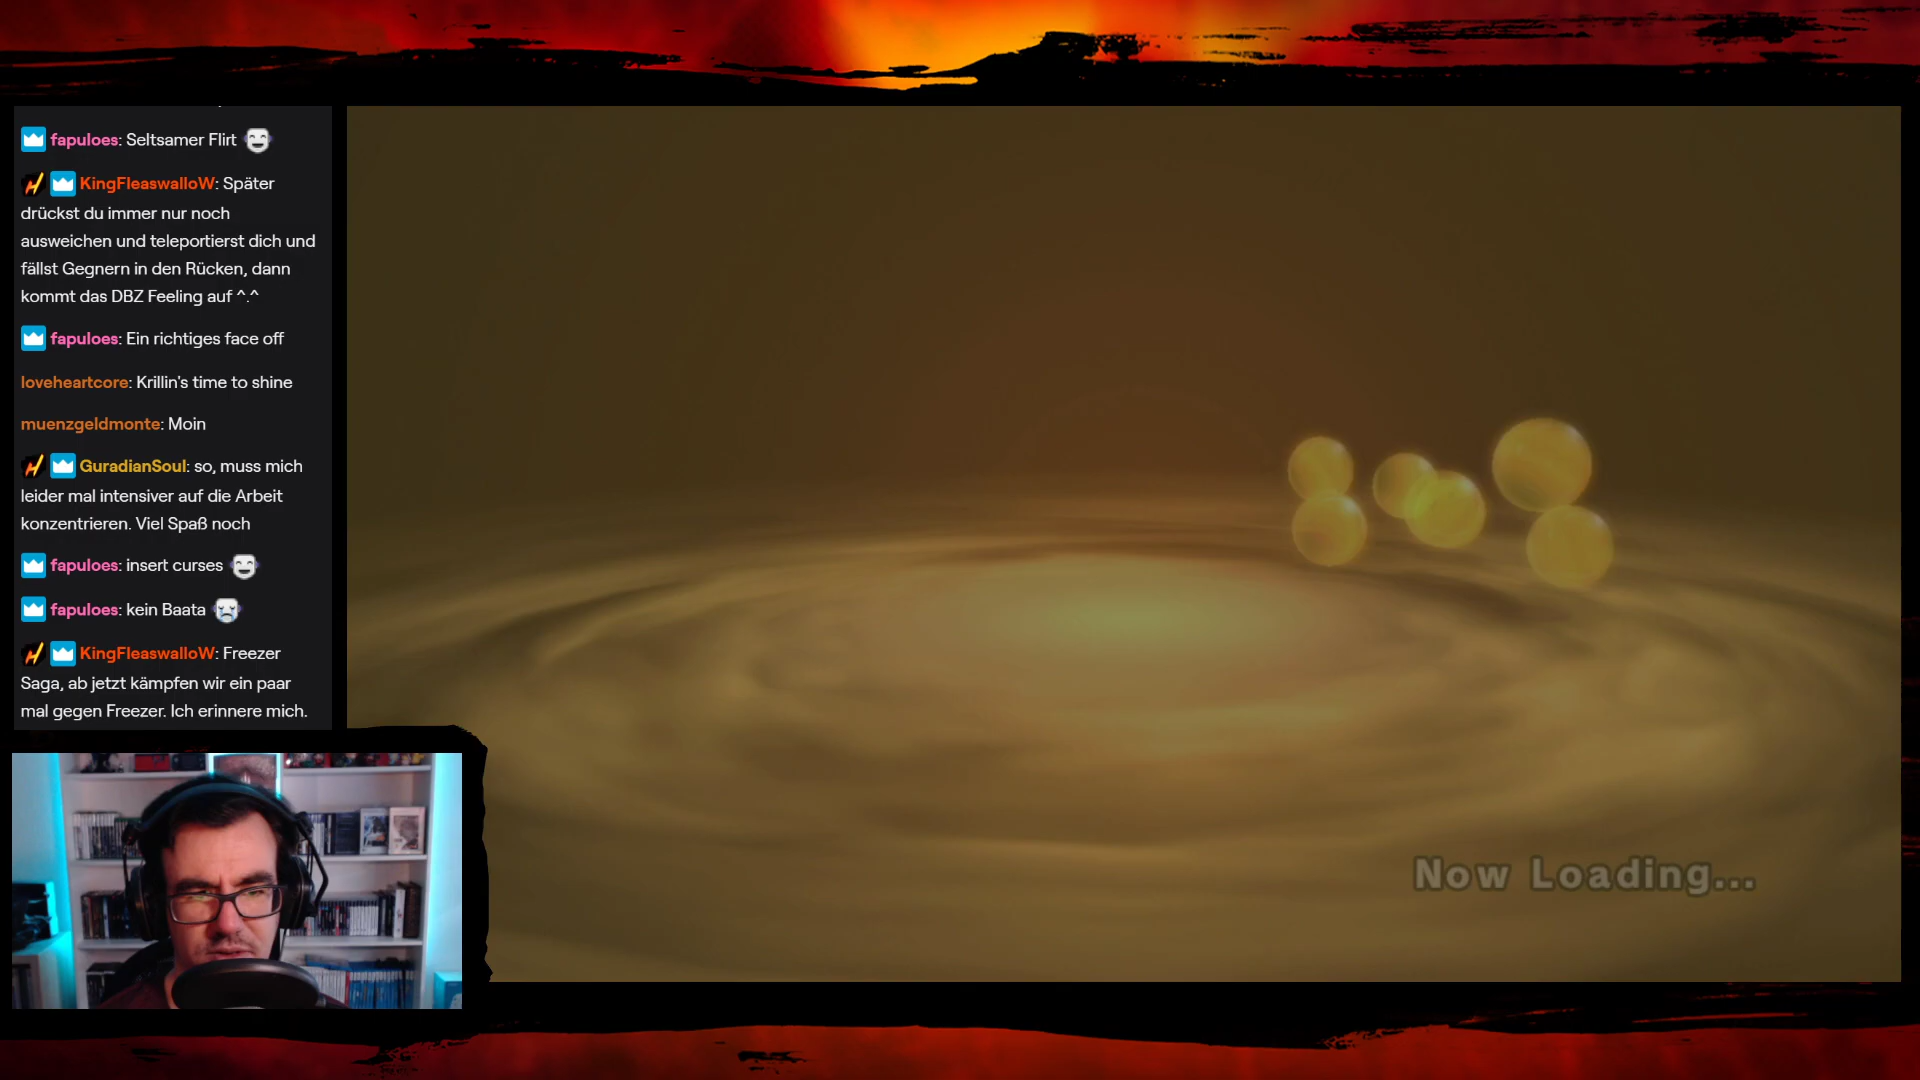 fapuloes: Seltsamer Flirt
KingFleaswalloW: Später
drückst du immer nur noch
ausweichen und teleportierst dich und
fällst Gegnern in den Rücken, dann
kommt das DBZ Feeling auf ^.^
fapuloes: Ein richtiges face off
loveheartcore: Krillin's time to shine
muenzgeldmonte: Moin
GuradianSoul: so, muss mich
leider mal intensiver auf die Arbeit
konzentrieren. Viel Spaß noch
fapuloes: insert curses
fapuloes: kein Baata
KingFleaswalloW: Freezer
Saga, ab jetzt kämpfen wir ein paar
mal gegen Freezer. Ich erinnere mich.
Now Loading...